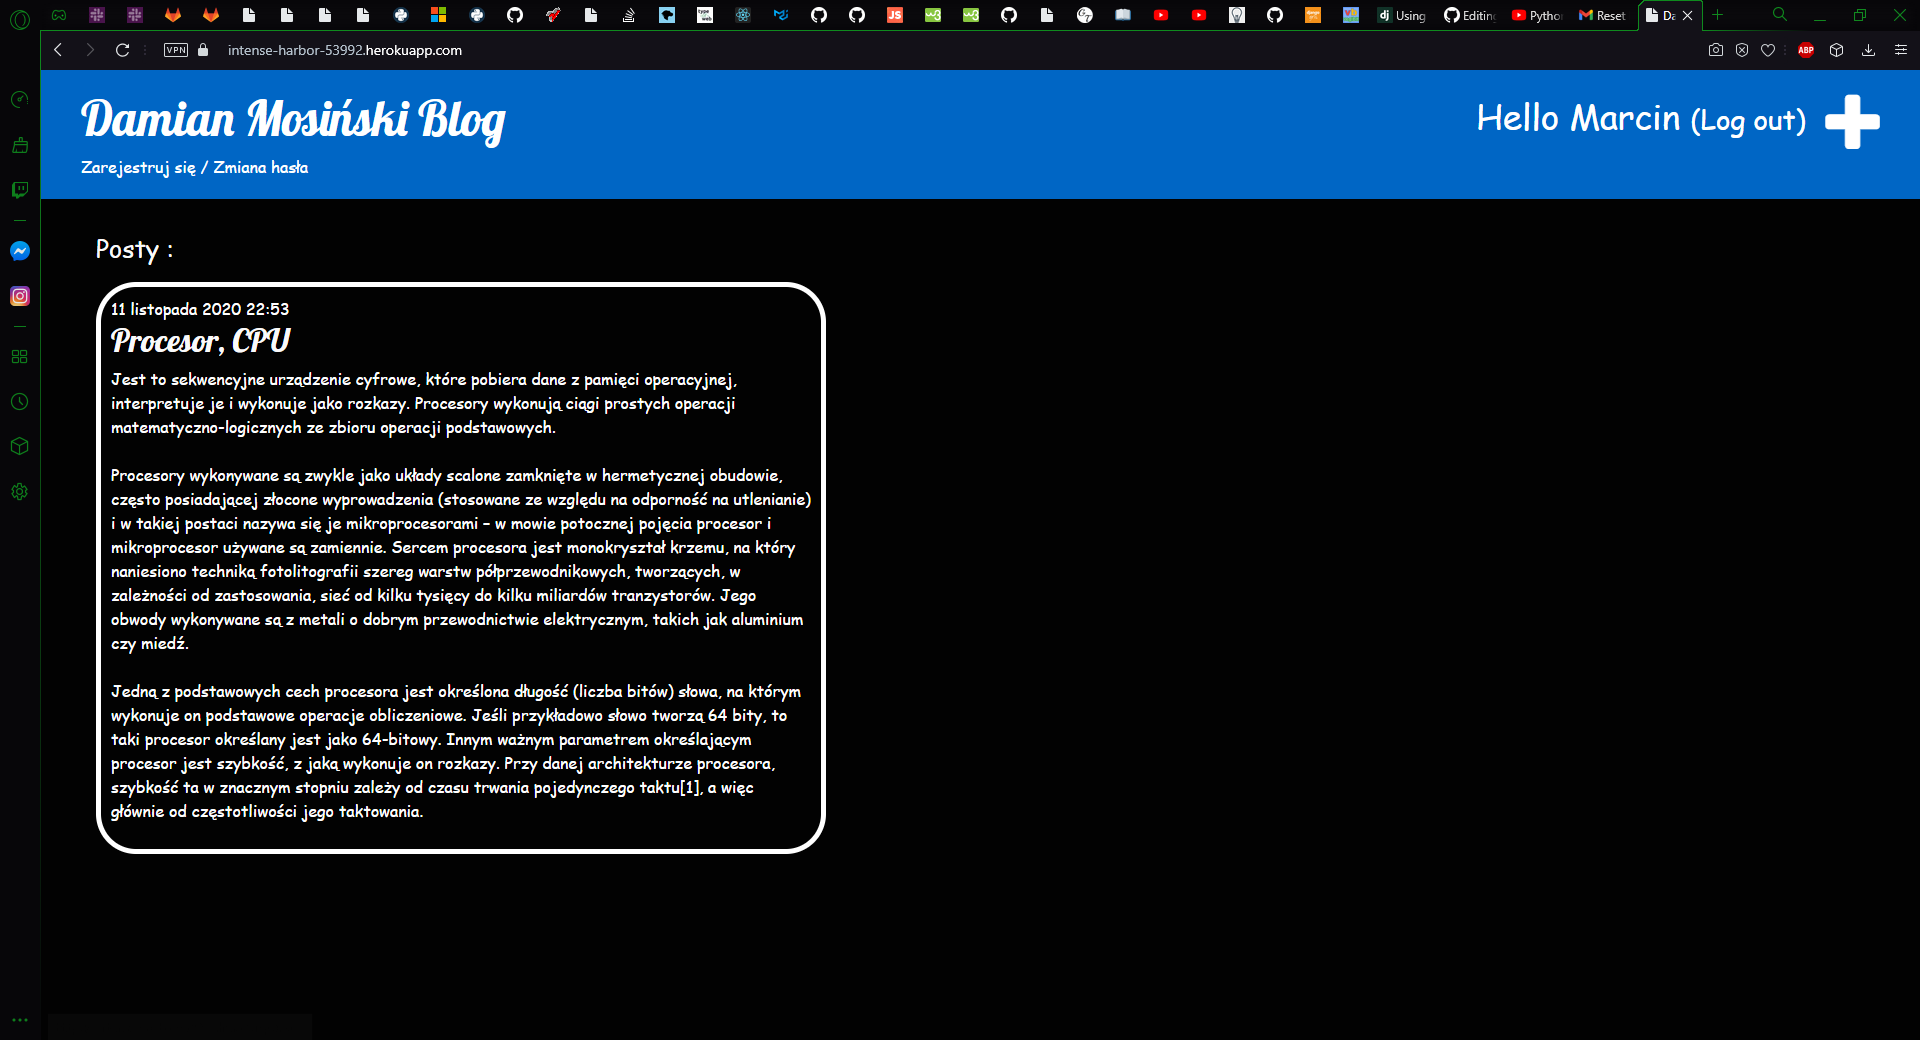 Using
Editing
Python
Reset
Da
VPN
intense-harbor-53992.herokuapp.com
ABP
Damian Mosiński Blog
Hello Marcin (Log out)
Zarejestruj się / Zmiana hasła
Posty :
11 listopada 2020 22:53
Procesor, CPU
Jest to sekwencyjne urządzenie cyfrowe, które pobiera dane z pamięci operacyjnej,
interpretuje je i wykonuje jako rozkazy. Procesory wykonują ciągi prostych operacji
matematyczno-logicznych ze zbioru operacji podstawowych.
Procesory wykonywane są zwykle jako układy scalone zamknięte w hermetycznej obudowie,
często posiadającej złocone wyprowadzenia (stosowane ze względu na odporność na utlenianie)
i w takiej postaci nazywa się je mikroprocesorami – w mowie potocznej pojęcia procesor i
mikroprocesor używane są zamiennie. Sercem procesora jest monokryształ krzemu, na który
naniesiono techniką fotolitografii szereg warstw półprzewodnikowych, tworzących, w
zależności od zastosowania, sieć od kilku tysięcy do kilku miliardów tranzystorów. Jego
obwody wykonywane są z metali o dobrym przewodnictwie elektrycznym, takich jak aluminium
czy miedź.
Jedną z podstawowych cech procesora jest określona długość (liczba bitów) słowa, na którym
wykonuje on podstawowe operacje obliczeniowe. Jeśli przykładowo słowo tworzą 64 bity, to
taki procesor określany jest jako 64-bitowy. Innym ważnym parametrem określającym
procesor jest szybkość, z jaką wykonuje on rozkazy. Przy danej architekturze procesora,
szybkość ta w znacznym stopniu zależy od czasu trwania pojedynczego taktu[1], a więc
głównie od częstotliwości jego taktowania.